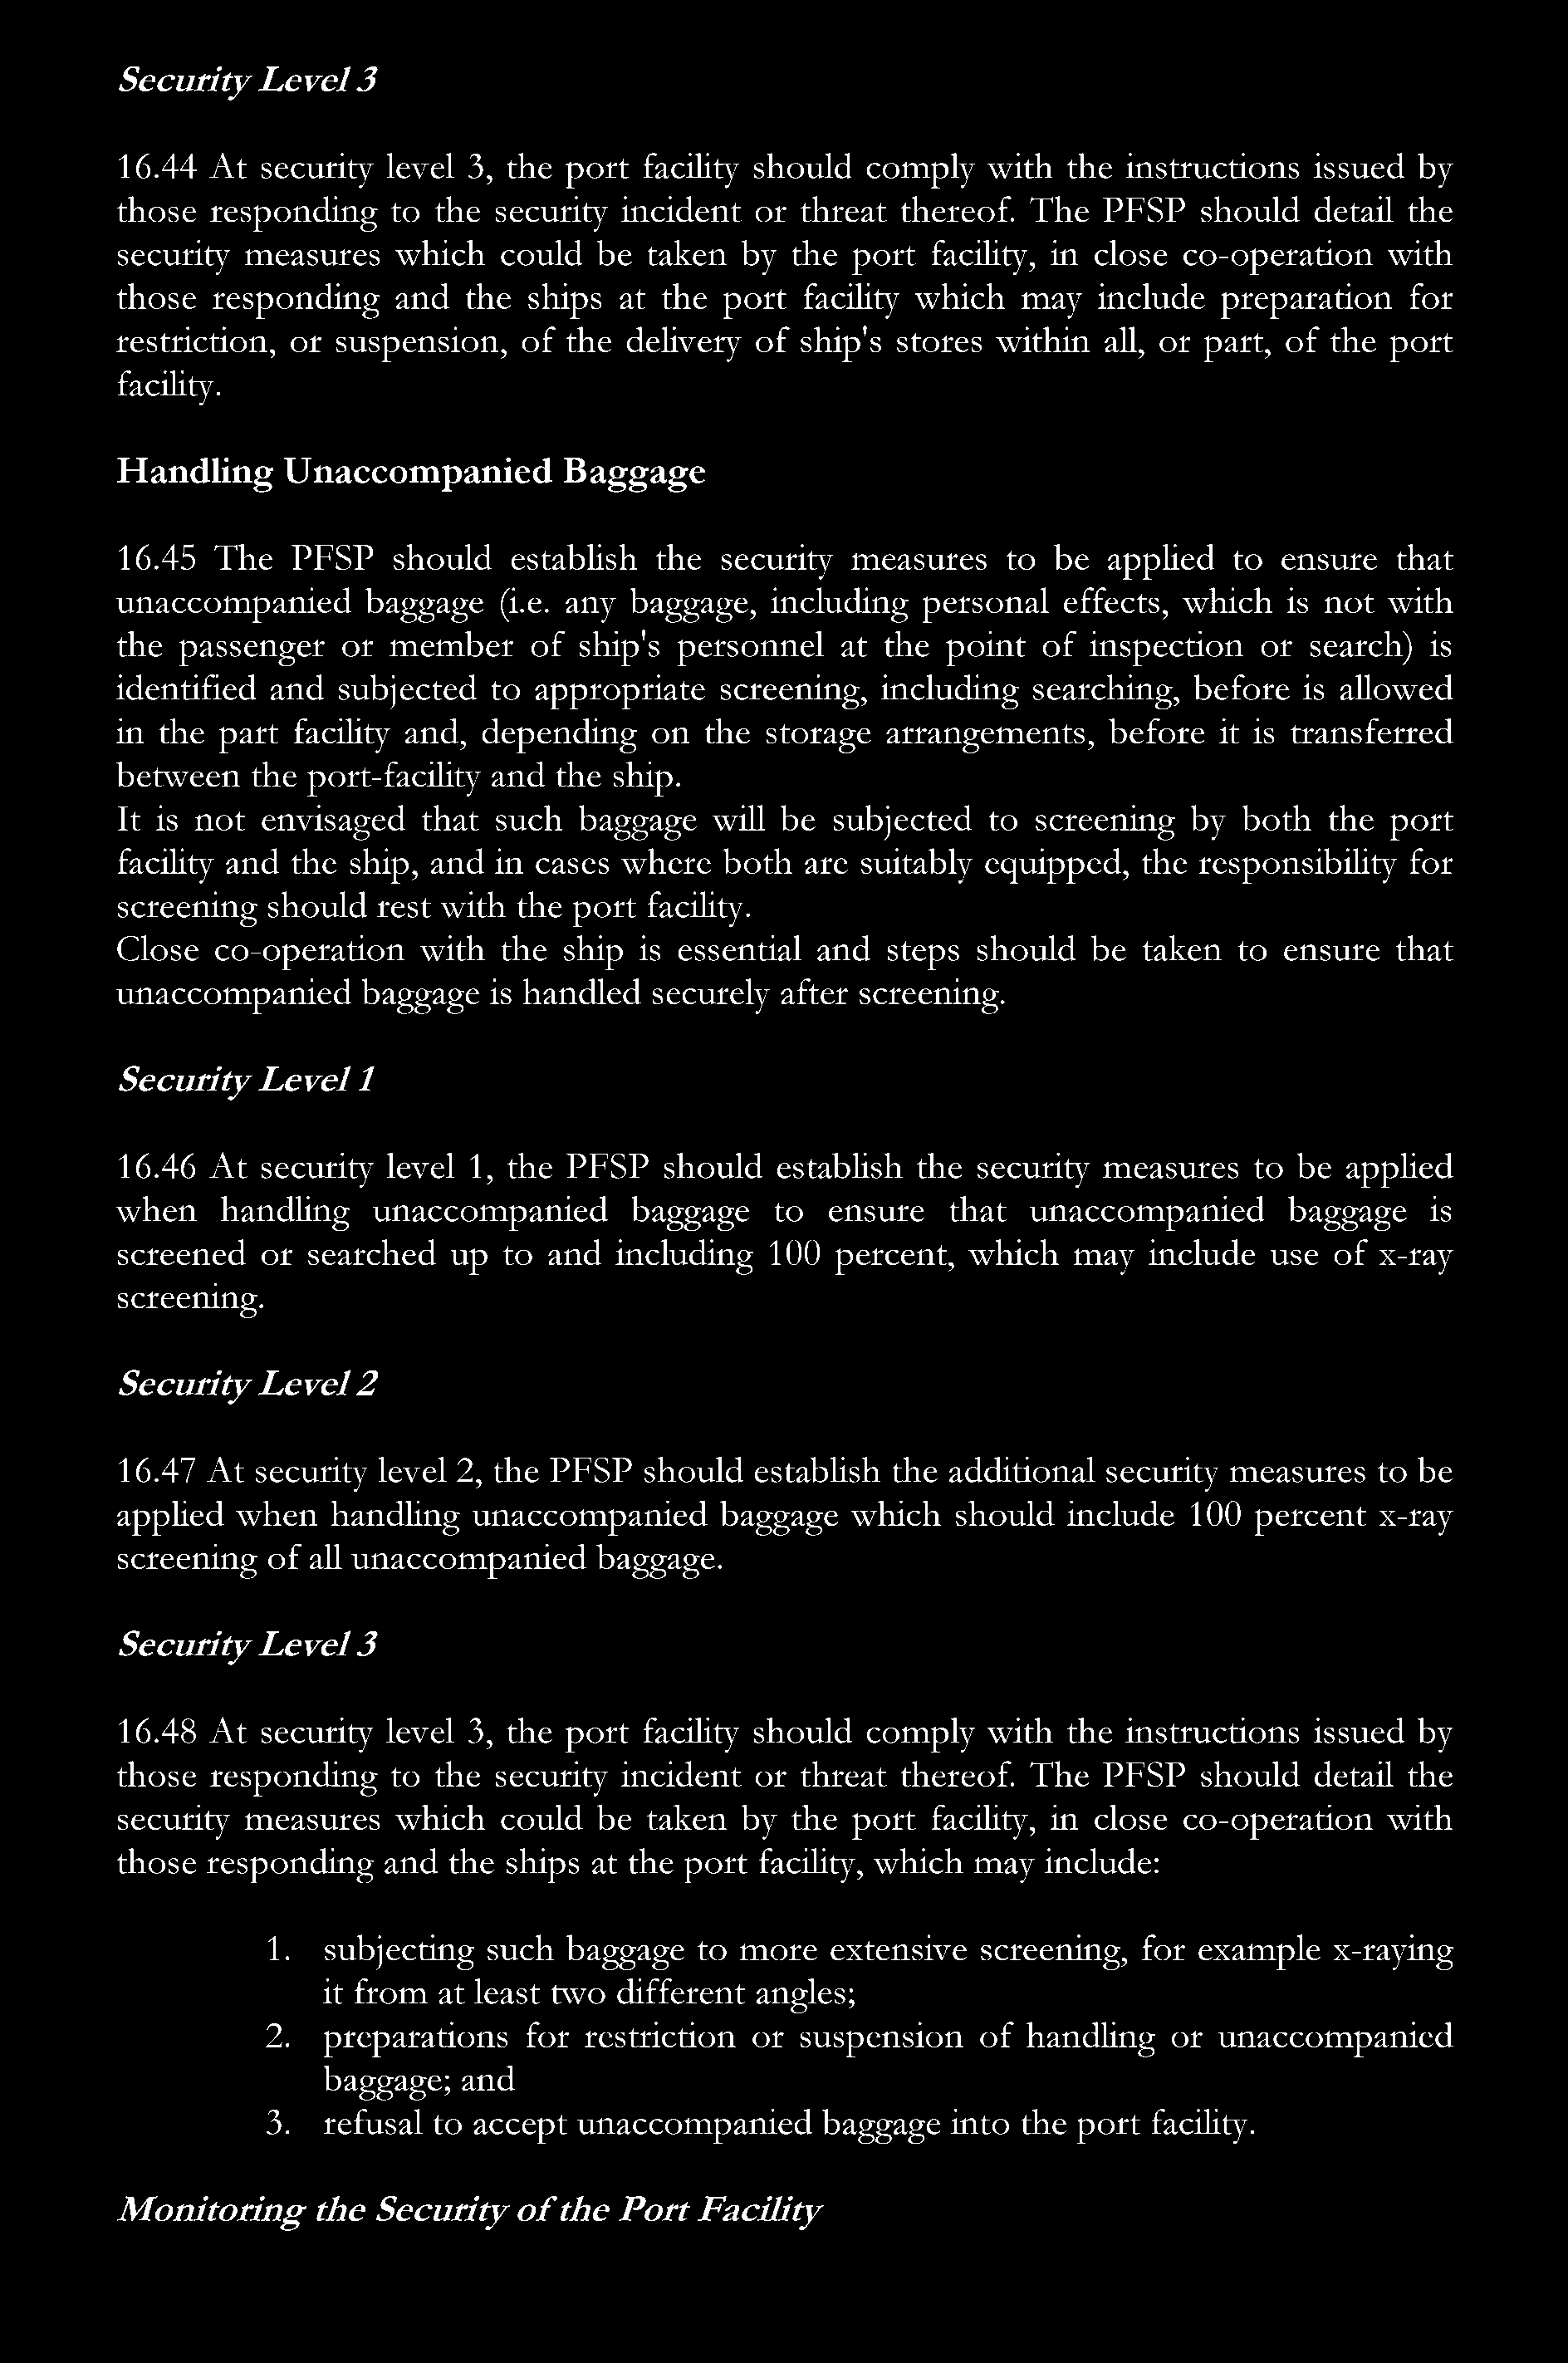 Security Level 3
16.44 At security level 3, the port facility should comply with the instructions issued by
those responding to the security incident or threat thereof. The PFSP should detail the
security measures which could be taken by the port facility, in close co-operation with
those responding and the ships at the port facility which may include preparation for
restriction, or suspension, of the delivery of ship's stores within all, or part, of the port
facility.
Handling Unaccompanied Baggage
16.45 The PFSP should establish the security measures to be applied to ensure that
unaccompanied baggage (i.e. any baggage, including personal effects, which is not with
the passenger or member of ship's personnel at the point of inspection or search) is
identified and subjected to appropriate screening, including searching, before is allowed
in the part facility and, depending on the storage arrangements, before it is transferred
between the port-facility and the ship.
It is not envisaged that such baggage will be subjected to screening by both the port
facility and the ship, and in cases where both are suitably equipped, the responsibility for
screening should rest with the port facility.
Close co-operation with the ship is essential and steps should be taken to ensure that
unaccompanied baggage is handled securely after screening.
Security Level 1
16.46 At security level 1, the PFSP should establish the security measures to be applied
when handling unaccompanied baggage to ensure that unaccompanied baggage is
screened or searched up to and including 100 percent, which may include use of x-ray
screening.
Security Level 2
16.47 At security level 2, the PFSP should establish the additional security measures to be
applied when handling unaccompanied baggage which should include 100 percent x-ray
screening of all unaccompanied baggage.
Security Level 3
16.48 At security level 3, the port facility should comply with the instructions issued by
those responding to the security incident or threat thereof. The PFSP should detail the
security measures which could be taken by the port facility, in close co-operation with
those responding and the ships at the port facility, which may include:
1. subjecting such baggage to more extensive screening, for example x-raying
it from at least two different angles;
2. preparations for restriction or suspension of handling or unaccompanied
baggage; and
3. refusal to accept unaccompanied baggage into the port facility.
Monitoring the Security of the Port Facility